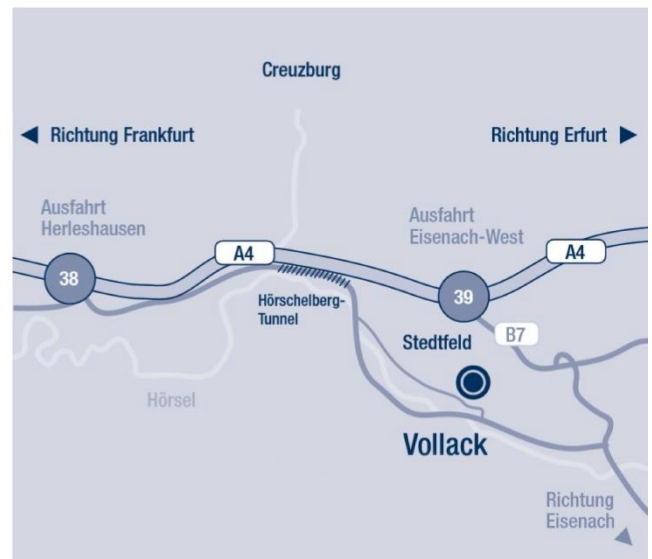 Creuzburg
Richtung Frankfurt
Richtung Erfurt
Ausfahrt
Herleshausen
Ausfahrt
Eisenach-West
A4
A4
38
39
Hörschelberg-
Tunnel
B7
Stedtfeld
Hörsel
Vollack
Richtung
Eisenach